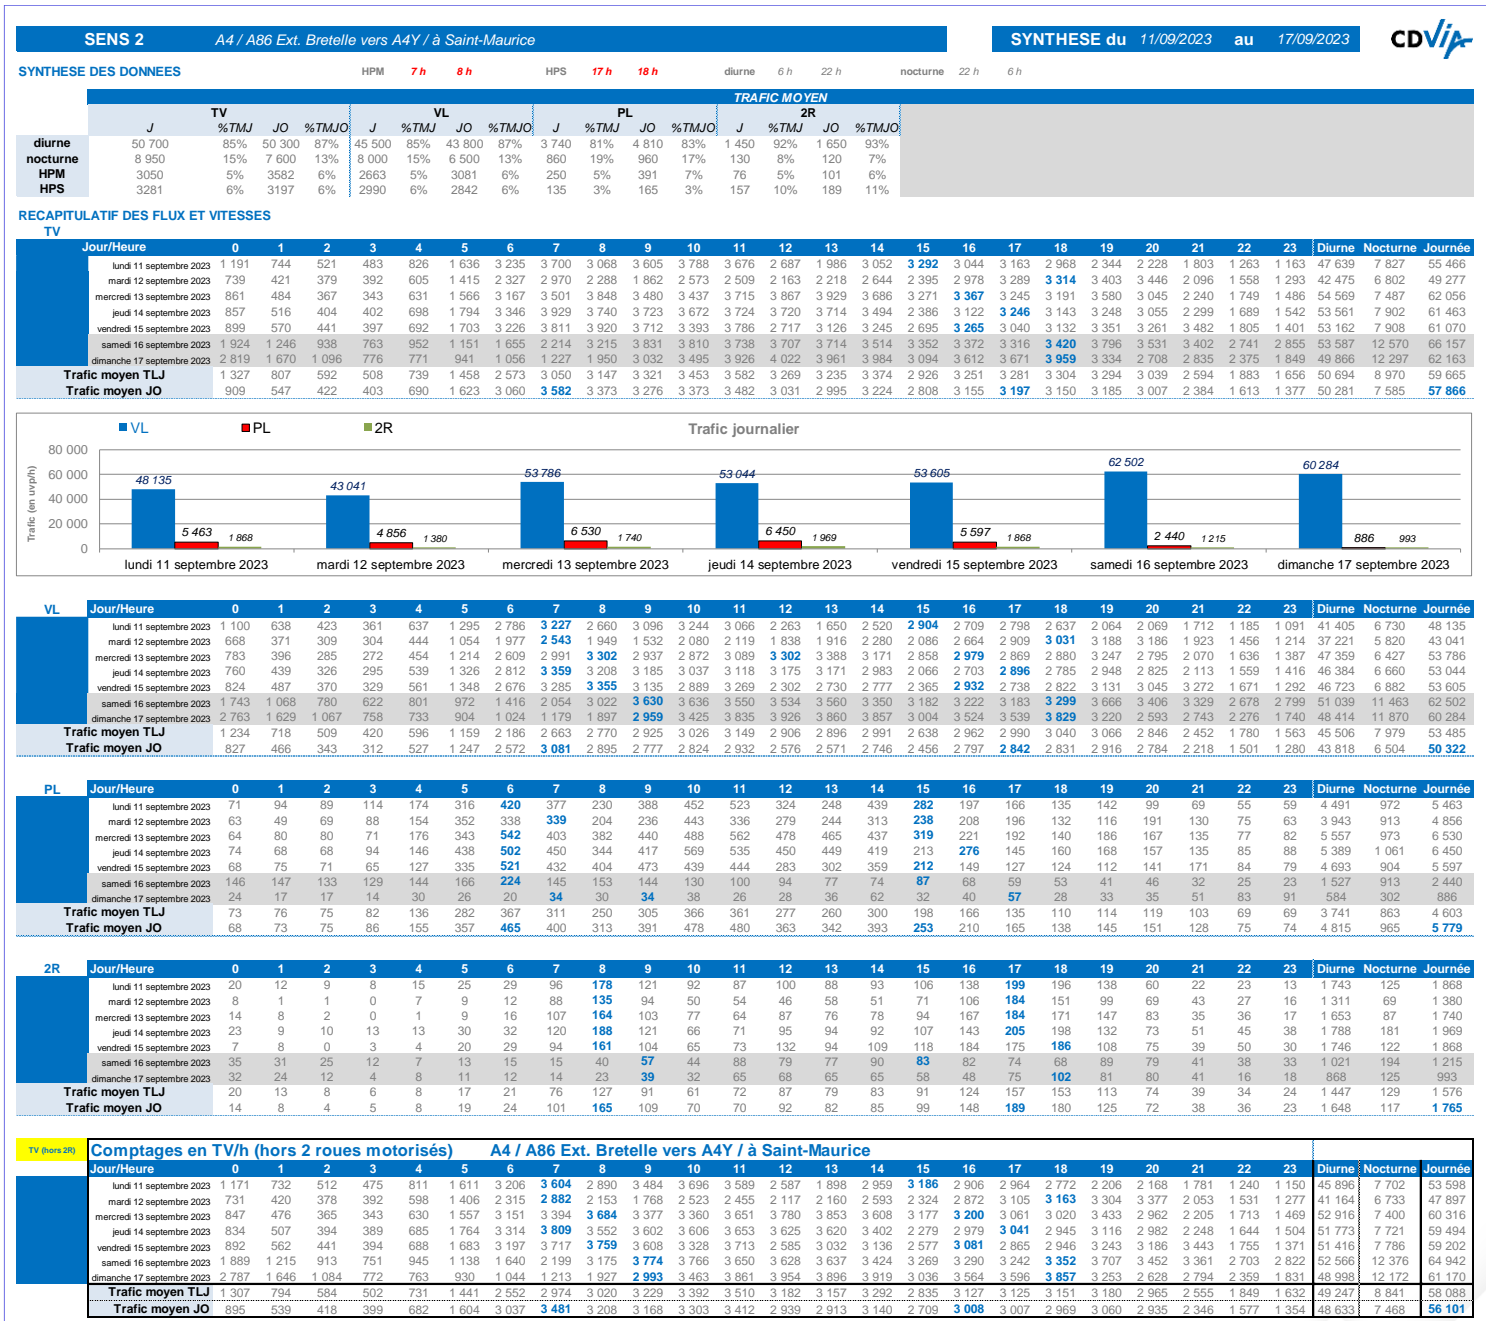 SENS 2 A4 / A86 Ext. Bretelle vers A4Y / à Saint-Maurice SYNTHESE du 11/09/2023 au 17/09/2023 CDVIA
SYNTHESE DES DONNEES HPM 7 h 8 h HPS 17 h 18 h diurne 6 h 22 h nocturne 22 h 6 h
TRAFIC MOYEN
TV VL PL 2R
J %TMJ JO %TMJO J %TMJ JO %TMJO J %TMJ JO %TMJO J %TMJ JO %TMJO
diurne 50 700 85% 50 300 87% 45 500 85% 43 800 87% 3 740 81% 4 810 83% 1 450 92% 1 650 93%
nocturne 8 950 15% 7 600 13% 8 000 15% 6 500 13% 860 19% 960 17% 130 8% 120 7%
HPM 3050 5% 3582 6% 2663 5% 3081 6% 250 5% 391 7% 76 5% 101 6%
HPS 3281 6% 3197 6% 2990 6% 2842 6% 135 3% 165 3% 157 10% 189 11%
RECAPITULATIF DES FLUX ET VITESSES
TV
Jour/Heure 0 1 2 3 4 5 6 7 8 9 10 11 12 13 14 15 16 17 18 19 20 21 22 23 Diurne Nocturne Journée
lundi 11 septembre 2023 1 191 744 521 483 826 1 636 3 235 3 700 3 068 3 605 3 788 3 676 2 687 1 986 3 052 3 292 3 044 3 163 2 968 2 344 2 228 1 803 1 263 1 163 47 639 7 827 55 466
mardi 12 septembre 2023 739 421 379 392 605 1 415 2 327 2 970 2 288 1 862 2 573 2 509 2 163 2 218 2 644 2 395 2 978 3 289 3 314 3 403 3 446 2 096 1 558 1 293 42 475 6 802 49 277
mercredi 13 septembre 2023 861 484 367 343 631 1 566 3 167 3 501 3 848 3 480 3 437 3 715 3 867 3 929 3 686 3 271 3 367 3 245 3 191 3 580 3 045 2 240 1 749 1 486 54 569 7 487 62 056
jeudi 14 septembre 2023 857 516 404 402 698 1 794 3 346 3 929 3 740 3 723 3 672 3 724 3 720 3 714 3 494 2 386 3 122 3 246 3 143 3 248 3 055 2 299 1 689 1 542 53 561 7 902 61 463
vendredi 15 septembre 2023 899 570 441 397 692 1 703 3 226 3 811 3 920 3 712 3 393 3 786 2 717 3 126 3 245 2 695 3 265 3 040 3 132 3 351 3 261 3 482 1 805 1 401 53 162 7 908 61 070
samedi 16 septembre 2023 1 924 1 246 938 763 952 1 151 1 655 2 214 3 215 3 831 3 810 3 738 3 707 3 714 3 514 3 352 3 372 3 316 3 420 3 796 3 531 3 402 2 741 2 855 53 587 12 570 66 157
dimanche 17 septembre 2023 2 819 1 670 1 096 776 771 941 1 056 1 227 1 950 3 032 3 495 3 926 4 022 3 961 3 984 3 094 3 612 3 671 3 959 3 334 2 708 2 835 2 375 1 849 49 866 12 297 62 163
Trafic moyen TLJ 1 327 807 592 508 739 1 458 2 573 3 050 3 147 3 321 3 453 3 582 3 269 3 235 3 374 2 926 3 251 3 281 3 304 3 294 3 039 2 594 1 883 1 656 50 694 8 970 59 665
Trafic moyen JO 909 547 422 403 690 1 623 3 060 3 582 3 373 3 276 3 373 3 482 3 031 2 995 3 224 2 808 3 155 3 197 3 150 3 185 3 007 2 384 1 613 1 377 50 281 7 585 57 866
VL PL 2R Trafic journalier
Trafic (en uvp/h)
80 000
60 000
40 000
20 000
0
48 135 5 463 1 868
43 041 4 856 1 380
53 786 6 530 1 740
53 044 6 450 1 969
53 605 5 597 1 868
62 502 2 440 1 215
60 284 886 993
lundi 11 septembre 2023 mardi 12 septembre 2023 mercredi 13 septembre 2023 jeudi 14 septembre 2023 vendredi 15 septembre 2023 samedi 16 septembre 2023 dimanche 17 septembre 2023
VL Jour/Heure 0 1 2 3 4 5 6 7 8 9 10 11 12 13 14 15 16 17 18 19 20 21 22 23 Diurne Nocturne Journée
lundi 11 septembre 2023 1 100 638 423 361 637 1 295 2 786 3 227 2 660 3 096 3 244 3 066 2 263 1 650 2 520 2 904 2 709 2 798 2 637 2 064 2 069 1 712 1 185 1 091 41 405 6 730 48 135
mardi 12 septembre 2023 668 371 309 304 444 1 054 1 977 2 543 1 949 1 532 2 080 2 119 1 838 1 916 2 280 2 086 2 664 2 909 3 031 3 188 3 186 1 923 1 456 1 214 37 221 5 820 43 041
mercredi 13 septembre 2023 783 396 285 272 454 1 214 2 609 2 991 3 302 2 937 2 872 3 089 3 302 3 388 3 171 2 858 2 979 2 869 2 880 3 247 2 795 2 070 1 636 1 387 47 359 6 427 53 786
jeudi 14 septembre 2023 760 439 326 295 539 1 326 2 812 3 359 3 208 3 185 3 037 3 118 3 175 3 171 2 983 2 066 2 703 2 896 2 785 2 948 2 825 2 113 1 559 1 416 46 384 6 660 53 044
vendredi 15 septembre 2023 824 487 370 329 561 1 348 2 676 3 285 3 355 3 135 2 889 3 269 2 302 2 730 2 777 2 365 2 932 2 738 2 822 3 131 3 045 3 272 1 671 1 292 46 723 6 882 53 605
samedi 16 septembre 2023 1 743 1 068 780 622 801 972 1 416 2 054 3 022 3 630 3 636 3 550 3 534 3 560 3 350 3 182 3 222 3 183 3 299 3 666 3 406 3 329 2 678 2 799 51 039 11 463 62 502
dimanche 17 septembre 2023 2 763 1 629 1 067 758 733 904 1 024 1 179 1 897 2 959 3 425 3 835 3 926 3 860 3 857 3 004 3 524 3 539 3 829 3 220 2 593 2 743 2 276 1 740 48 414 11 870 60 284
Trafic moyen TLJ 1 234 718 509 420 596 1 159 2 186 2 663 2 770 2 925 3 026 3 149 2 906 2 896 2 991 2 638 2 962 2 990 3 040 3 066 2 846 2 452 1 780 1 563 45 506 7 979 53 485
Trafic moyen JO 827 466 343 312 527 1 247 2 572 3 081 2 895 2 777 2 824 2 932 2 576 2 571 2 746 2 456 2 797 2 842 2 831 2 916 2 784 2 218 1 501 1 280 43 818 6 504 50 322
PL Jour/Heure 0 1 2 3 4 5 6 7 8 9 10 11 12 13 14 15 16 17 18 19 20 21 22 23 Diurne Nocturne Journée
lundi 11 septembre 2023 71 94 89 114 174 316 420 377 230 388 452 523 324 248 439 282 197 166 135 142 99 69 55 59 4 491 972 5 463
mardi 12 septembre 2023 63 49 69 88 154 352 338 339 204 236 443 336 279 244 313 238 208 196 132 116 191 130 75 63 3 943 913 4 856
mercredi 13 septembre 2023 64 80 80 71 176 343 542 403 382 440 488 562 478 465 437 319 221 192 140 186 167 135 77 82 5 557 973 6 530
jeudi 14 septembre 2023 74 68 68 94 146 438 502 450 344 417 569 535 450 449 419 213 276 145 160 168 157 135 85 88 5 389 1 061 6 450
vendredi 15 septembre 2023 68 75 71 65 127 335 521 432 404 473 439 444 283 302 359 212 149 127 124 112 141 171 84 79 4 693 904 5 597
samedi 16 septembre 2023 146 147 133 129 144 166 224 145 153 144 130 100 94 77 74 87 68 59 53 41 46 32 25 23 1 527 913 2 440
dimanche 17 septembre 2023 24 17 17 14 30 26 20 34 30 34 38 26 28 36 62 32 40 57 28 33 35 51 83 91 584 302 886
Trafic moyen TLJ 73 76 75 82 136 282 367 311 250 305 366 361 277 260 300 198 166 135 110 114 119 103 69 69 3 741 863 4 603
Trafic moyen JO 68 73 75 86 155 357 465 400 313 391 478 480 363 342 393 253 210 165 138 145 151 128 75 74 4 815 965 5 779
2R Jour/Heure 0 1 2 3 4 5 6 7 8 9 10 11 12 13 14 15 16 17 18 19 20 21 22 23 Diurne Nocturne Journée
lundi 11 septembre 2023 20 12 9 8 15 25 29 96 178 121 92 87 100 88 93 106 138 199 196 138 60 22 23 13 1 743 125 1 868
mardi 12 septembre 2023 8 1 1 0 7 9 12 88 135 94 50 54 46 58 51 71 106 184 151 99 69 43 27 16 1 311 69 1 380
mercredi 13 septembre 2023 14 8 2 0 1 9 16 107 164 103 77 64 87 76 78 94 167 184 171 147 83 35 36 17 1 653 87 1 740
jeudi 14 septembre 2023 23 9 10 13 13 30 32 120 188 121 66 71 95 94 92 107 143 205 198 132 73 51 45 38 1 788 181 1 969
vendredi 15 septembre 2023 7 8 0 3 4 20 29 94 161 104 65 73 132 94 109 118 184 175 186 108 75 39 50 30 1 746 122 1 868
samedi 16 septembre 2023 35 31 25 12 7 13 15 15 40 57 44 88 79 77 90 83 82 74 68 89 79 41 38 33 1 021 194 1 215
dimanche 17 septembre 2023 32 24 12 4 8 11 12 14 23 39 32 65 68 65 65 58 48 75 102 81 80 41 16 18 868 125 993
Trafic moyen TLJ 20 13 8 6 8 17 21 76 127 91 61 72 87 79 83 91 124 157 153 113 74 39 34 24 1 447 129 1 576
Trafic moyen JO 14 8 4 5 8 19 24 101 165 109 70 70 92 82 85 99 148 189 180 125 72 38 36 23 1 648 117 1 765
TV (hors 2R) Comptages en TV/h (hors 2 roues motorisés) A4 / A86 Ext. Bretelle vers A4Y / à Saint-Maurice
Jour/Heure 0 1 2 3 4 5 6 7 8 9 10 11 12 13 14 15 16 17 18 19 20 21 22 23 Diurne Nocturne Journée
lundi 11 septembre 2023 1 171 732 512 475 811 1 611 3 206 3 604 2 890 3 484 3 696 3 589 2 587 1 898 2 959 3 186 2 906 2 964 2 772 2 206 2 168 1 781 1 240 1 150 45 896 7 702 53 598
mardi 12 septembre 2023 731 420 378 392 598 1 406 2 315 2 882 2 153 1 768 2 523 2 455 2 117 2 160 2 593 2 324 2 872 3 105 3 163 3 304 3 377 2 053 1 531 1 277 41 164 6 733 47 897
mercredi 13 septembre 2023 847 476 365 343 630 1 557 3 151 3 394 3 684 3 377 3 360 3 651 3 780 3 853 3 608 3 177 3 200 3 061 3 020 3 433 2 962 2 205 1 713 1 469 52 916 7 400 60 316
jeudi 14 septembre 2023 834 507 394 389 685 1 764 3 314 3 809 3 552 3 602 3 606 3 653 3 625 3 620 3 402 2 279 2 979 3 041 2 945 3 116 2 982 2 248 1 644 1 504 51 773 7 721 59 494
vendredi 15 septembre 2023 892 562 441 394 688 1 683 3 197 3 717 3 759 3 608 3 328 3 713 2 585 3 032 3 136 2 577 3 081 2 865 2 946 3 243 3 186 3 443 1 755 1 371 51 416 7 786 59 202
samedi 16 septembre 2023 1 889 1 215 913 751 945 1 138 1 640 2 199 3 175 3 774 3 766 3 650 3 628 3 637 3 424 3 269 3 290 3 242 3 352 3 707 3 452 3 361 2 703 2 822 52 566 12 376 64 942
dimanche 17 septembre 2023 2 787 1 646 1 084 772 763 930 1 044 1 213 1 927 2 993 3 463 3 861 3 954 3 896 3 919 3 036 3 564 3 596 3 857 3 253 2 628 2 794 2 359 1 831 48 998 12 172 61 170
Trafic moyen TLJ 1 307 794 584 502 731 1 441 2 552 2 974 3 020 3 229 3 392 3 510 3 182 3 157 3 292 2 835 3 127 3 125 3 151 3 180 2 965 2 555 1 849 1 632 49 247 8 841 58 088
Trafic moyen JO 895 539 418 399 682 1 604 3 037 3 481 3 208 3 168 3 303 3 412 2 939 2 913 3 140 2 709 3 008 3 007 2 969 3 060 2 935 2 346 1 577 1 354 48 633 7 468 56 101